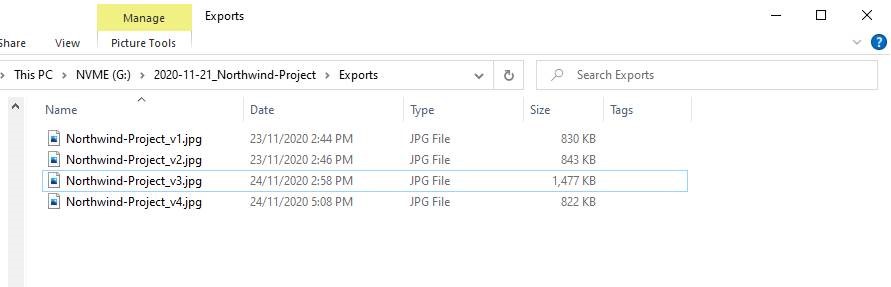 Manage Exports
Share View Picture Tools
This PC NVME (G:) 2020-11-21_Northwind-Project Exports Search Exports
Name Date Type Size Tags
Northwind-Project_v1.jpg 23/11/2020 2:44 PM JPG File 830 KB
Northwind-Project_v2.jpg 23/11/2020 2:46 PM JPG File 843 KB
Northwind-Project_v3.jpg 24/11/2020 2:58 PM JPG File 1,477 KB
Northwind-Project_v4.jpg 24/11/2020 5:08 PM JPG File 822 KB